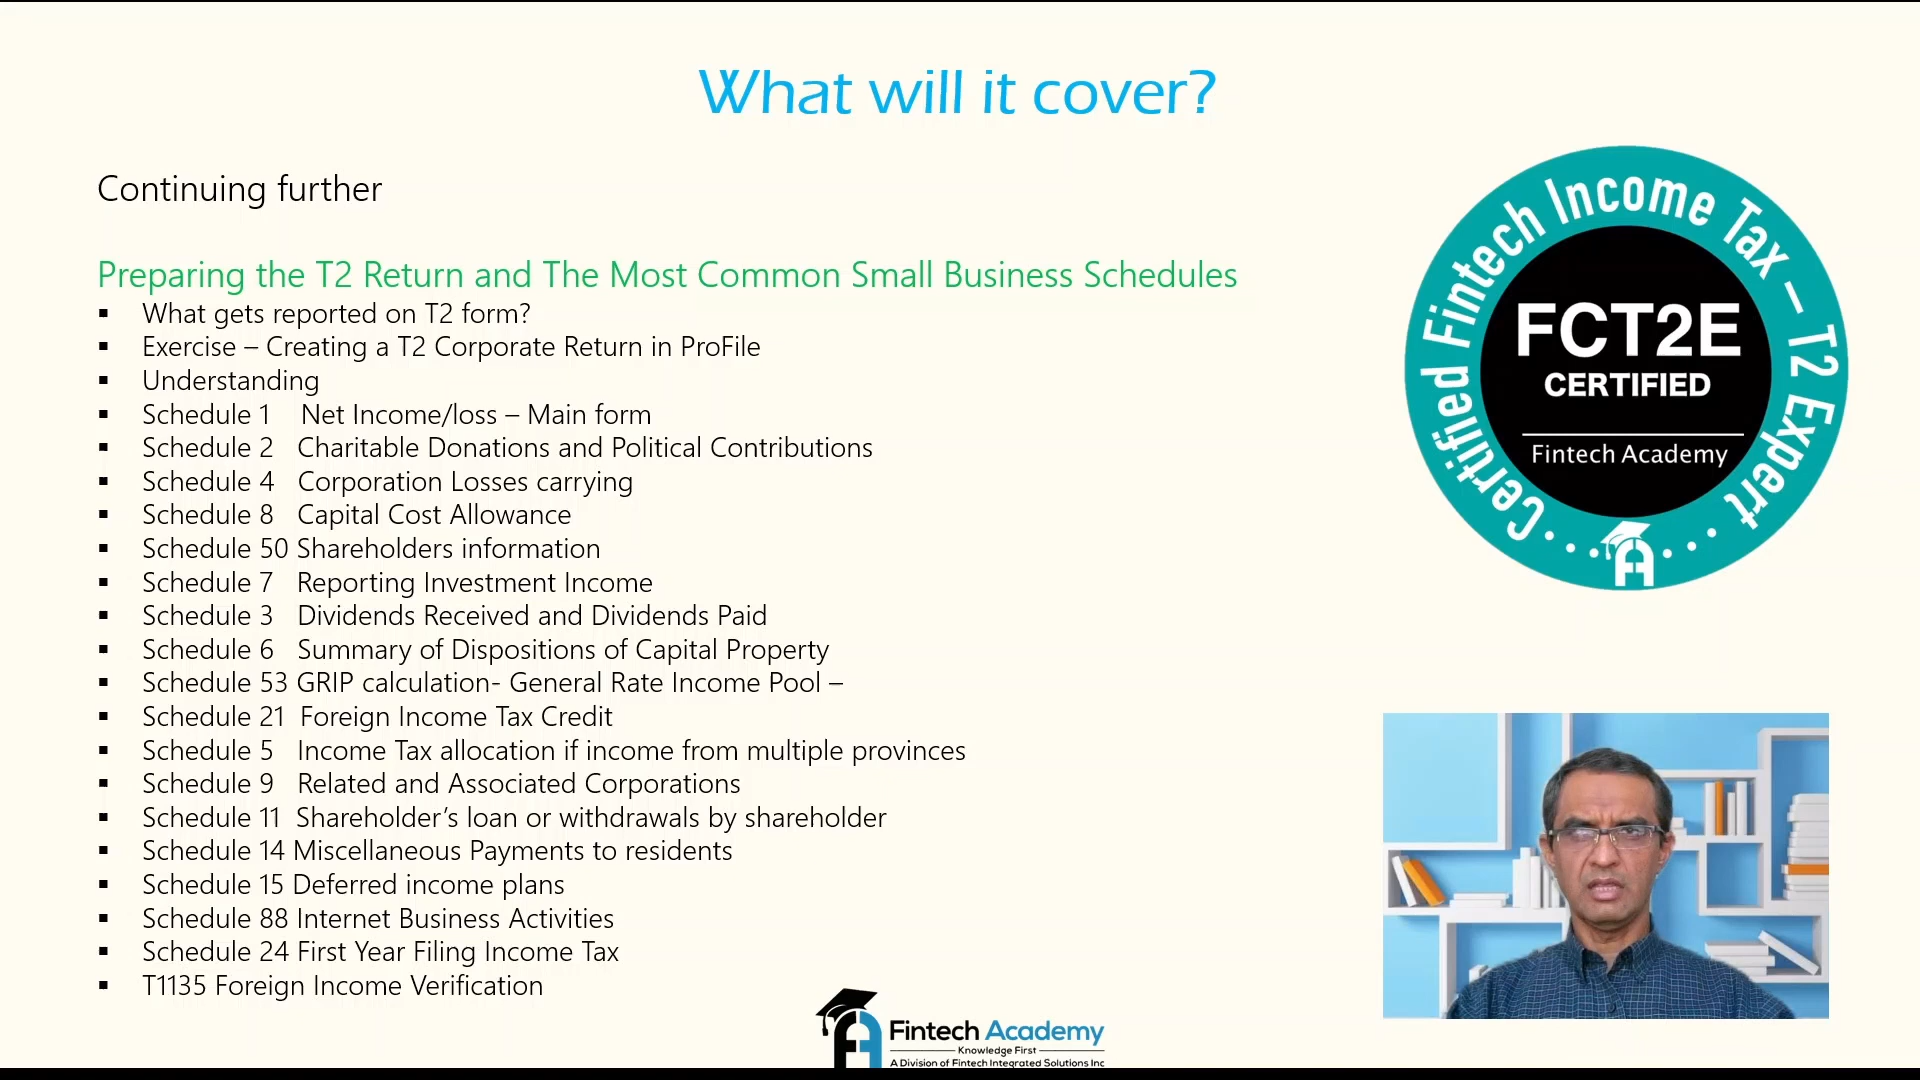 What will it cover?
Continuing further
Preparing the T2 Return and The Most Common Small Business Schedules
▪ What gets reported on T2 form?
▪ Exercise – Creating a T2 Corporate Return in ProFile
▪ Understanding
▪ Schedule 1 Net Income/loss – Main form
▪ Schedule 2 Charitable Donations and Political Contributions
▪ Schedule 4 Corporation Losses carrying
▪ Schedule 8 Capital Cost Allowance
▪ Schedule 50 Shareholders information
▪ Schedule 7 Reporting Investment Income
▪ Schedule 3 Dividends Received and Dividends Paid
▪ Schedule 6 Summary of Dispositions of Capital Property
▪ Schedule 53 GRIP calculation- General Rate Income Pool –
▪ Schedule 21 Foreign Income Tax Credit
▪ Schedule 5 Income Tax allocation if income from multiple provinces
▪ Schedule 9 Related and Associated Corporations
▪ Schedule 11 Shareholder’s loan or withdrawals by shareholder
▪ Schedule 14 Miscellaneous Payments to residents
▪ Schedule 15 Deferred income plans
▪ Schedule 88 Internet Business Activities
▪ Schedule 24 First Year Filing Income Tax
▪ T1135 Foreign Income Verification
Certified Fintech Income Tax – T2 Expert
FCT2E
CERTIFIED
Fintech Academy
Fintech Academy
Knowledge First
A Division of Fintech Integrated Solutions Inc